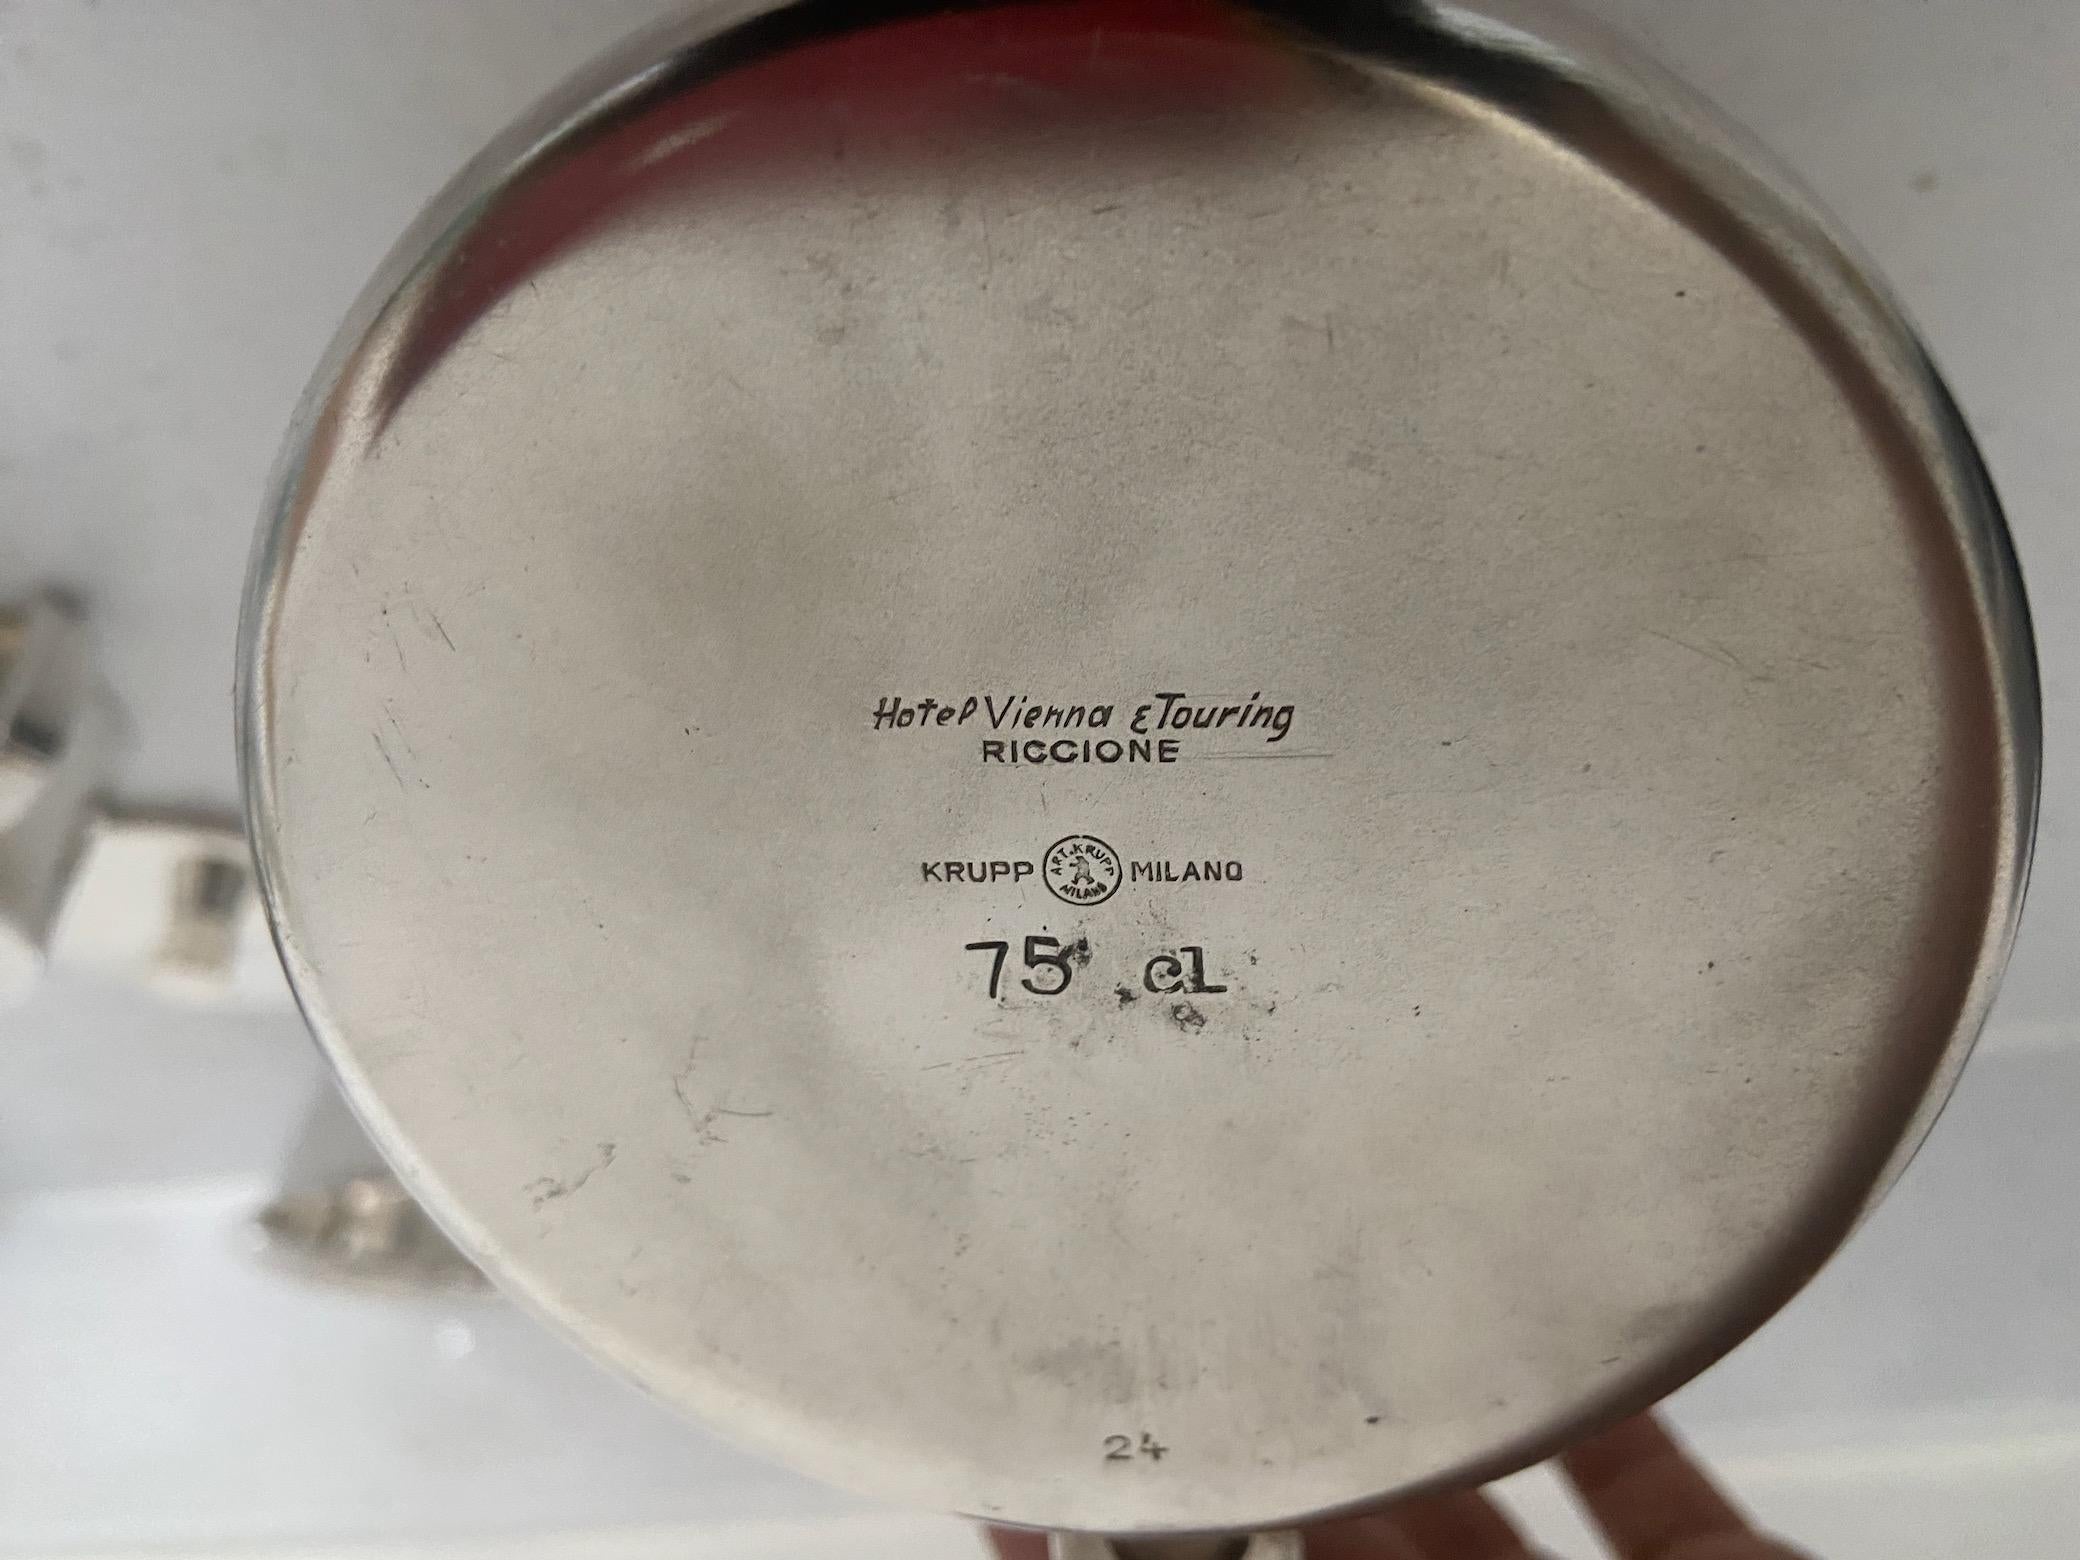 Hotel Vienna & Touring
RICCIONE
KRUPP ART. KRUPP MILANO MILANO
75 cl
24